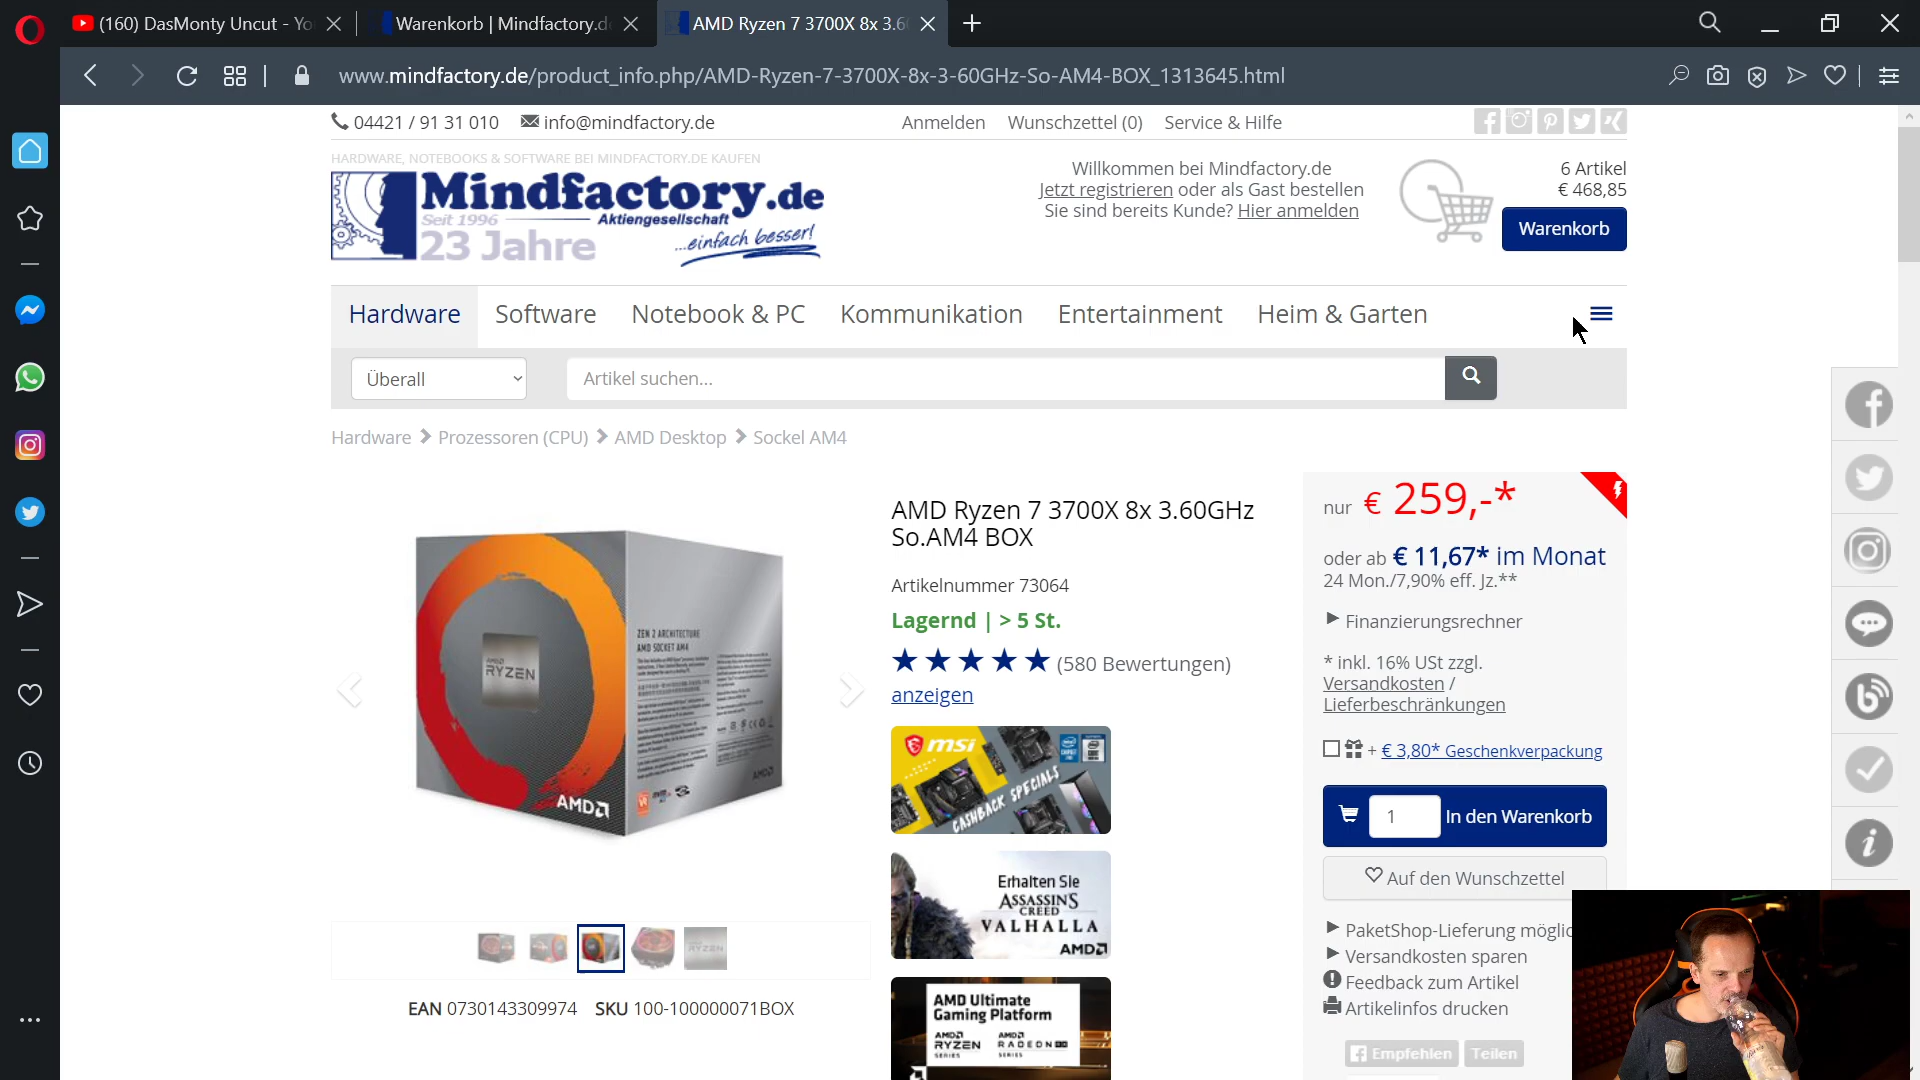 (160) DasMonty Uncut - Yo
Warenkorb | Mindfactory.d
AMD Ryzen 7 3700X 8x 3.6
www.mindfactory.de/product_info.php/AMD-Ryzen-7-3700X-8x-3-60GHz-So-AM4-BOX_1313645.html
04421 / 91 31 010
info@mindfactory.de
Anmelden
Wunschzettel (0)
Service & Hilfe
HARDWARE, NOTEBOOKS & SOFTWARE BEI MINDFACTORY.DE KAUFEN
Mindfactory.de
Seit 1996
Aktiengesellschaft
23 Jahre
...einfach besser!
Willkommen bei Mindfactory.de
Jetzt registrieren oder als Gast bestellen
Sie sind bereits Kunde? Hier anmelden
6 Artikel
€ 468,85
Warenkorb
Hardware
Software
Notebook & PC
Kommunikation
Entertainment
Heim & Garten
Überall
Artikel suchen...
Hardware
Prozessoren (CPU)
AMD Desktop
Sockel AM4
ZEN 2 ARCHITECTURE
AMD SOCKET AM4
RYZEN
AMD
AMD
EAN 0730143309974 SKU 100-100000071BOX
AMD Ryzen 7 3700X 8x 3.60GHz
So.AM4 BOX
Artikelnummer 73064
Lagernd | > 5 St.
(580 Bewertungen)
anzeigen
msi
CASHBACK SPECIALS
Erhalten Sie
ASSASSIN'S
CREED
VALHALLA
AMD
AMD Ultimate
Gaming Platform
AMD
RYZEN
SERIES
AMD
RADEON
SERIES
nur € 259,-*
oder ab € 11,67* im Monat
24 Mon./7,90% eff. Jz.**
Finanzierungsrechner
* inkl. 16% USt zzgl.
Versandkosten /
Lieferbeschränkungen
+ € 3,80* Geschenkverpackung
1
In den Warenkorb
Auf den Wunschzettel
PaketShop-Lieferung möglic
Versandkosten sparen
Feedback zum Artikel
Artikelinfos drucken
Empfehlen
Teilen